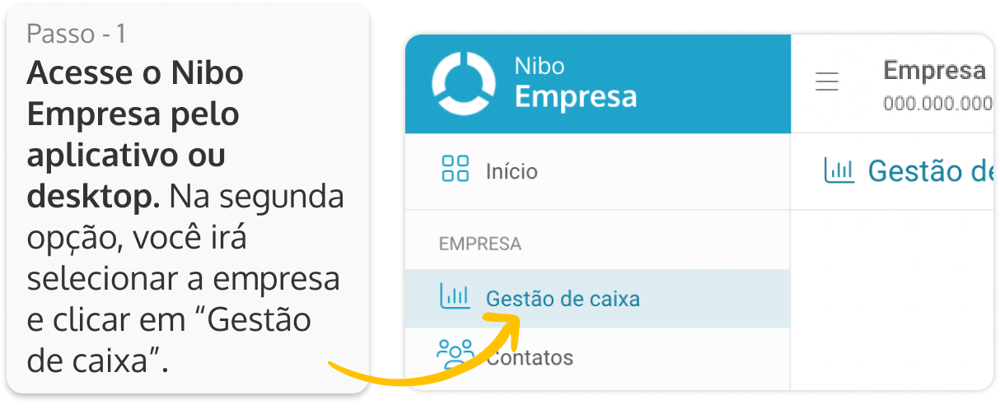 Passo - 1
Acesse o Nibo
Empresa pelo
aplicativo ou
desktop. Na segunda
opção, você irá
selecionar a empresa
e clicar em “Gestão
de caixa”.
Nibo
Empresa
Início
EMPRESA
Gestão de caixa
Contatos
Empresa
000.000.000
Gestão de